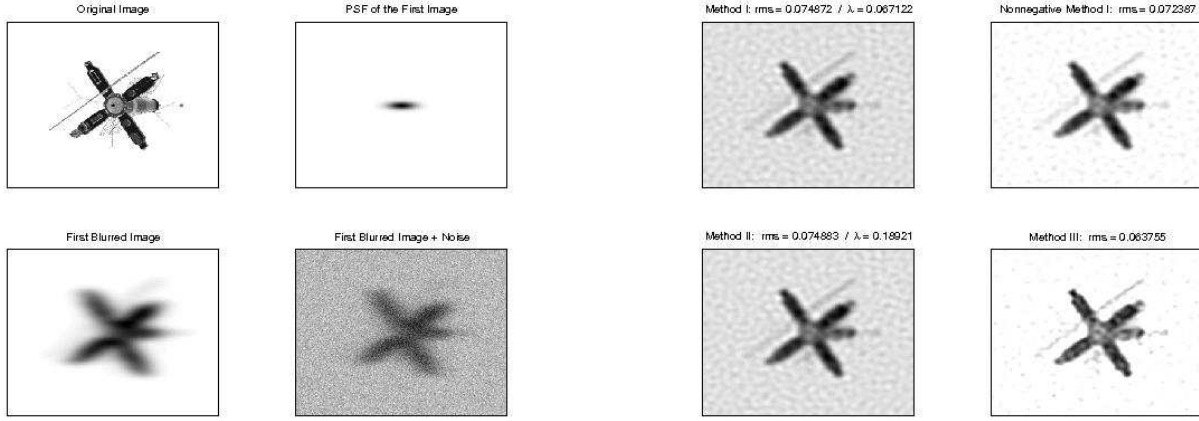 Original Image
PSF of the First Image
Method I: rms = 0.074872 / λ = 0.067122
Nonnegative Method I: rms = 0.072387
First Blurred Image
First Blurred Image + Noise
Method II: rms = 0.074883 / λ = 0.18921
Method III: rms = 0.063755